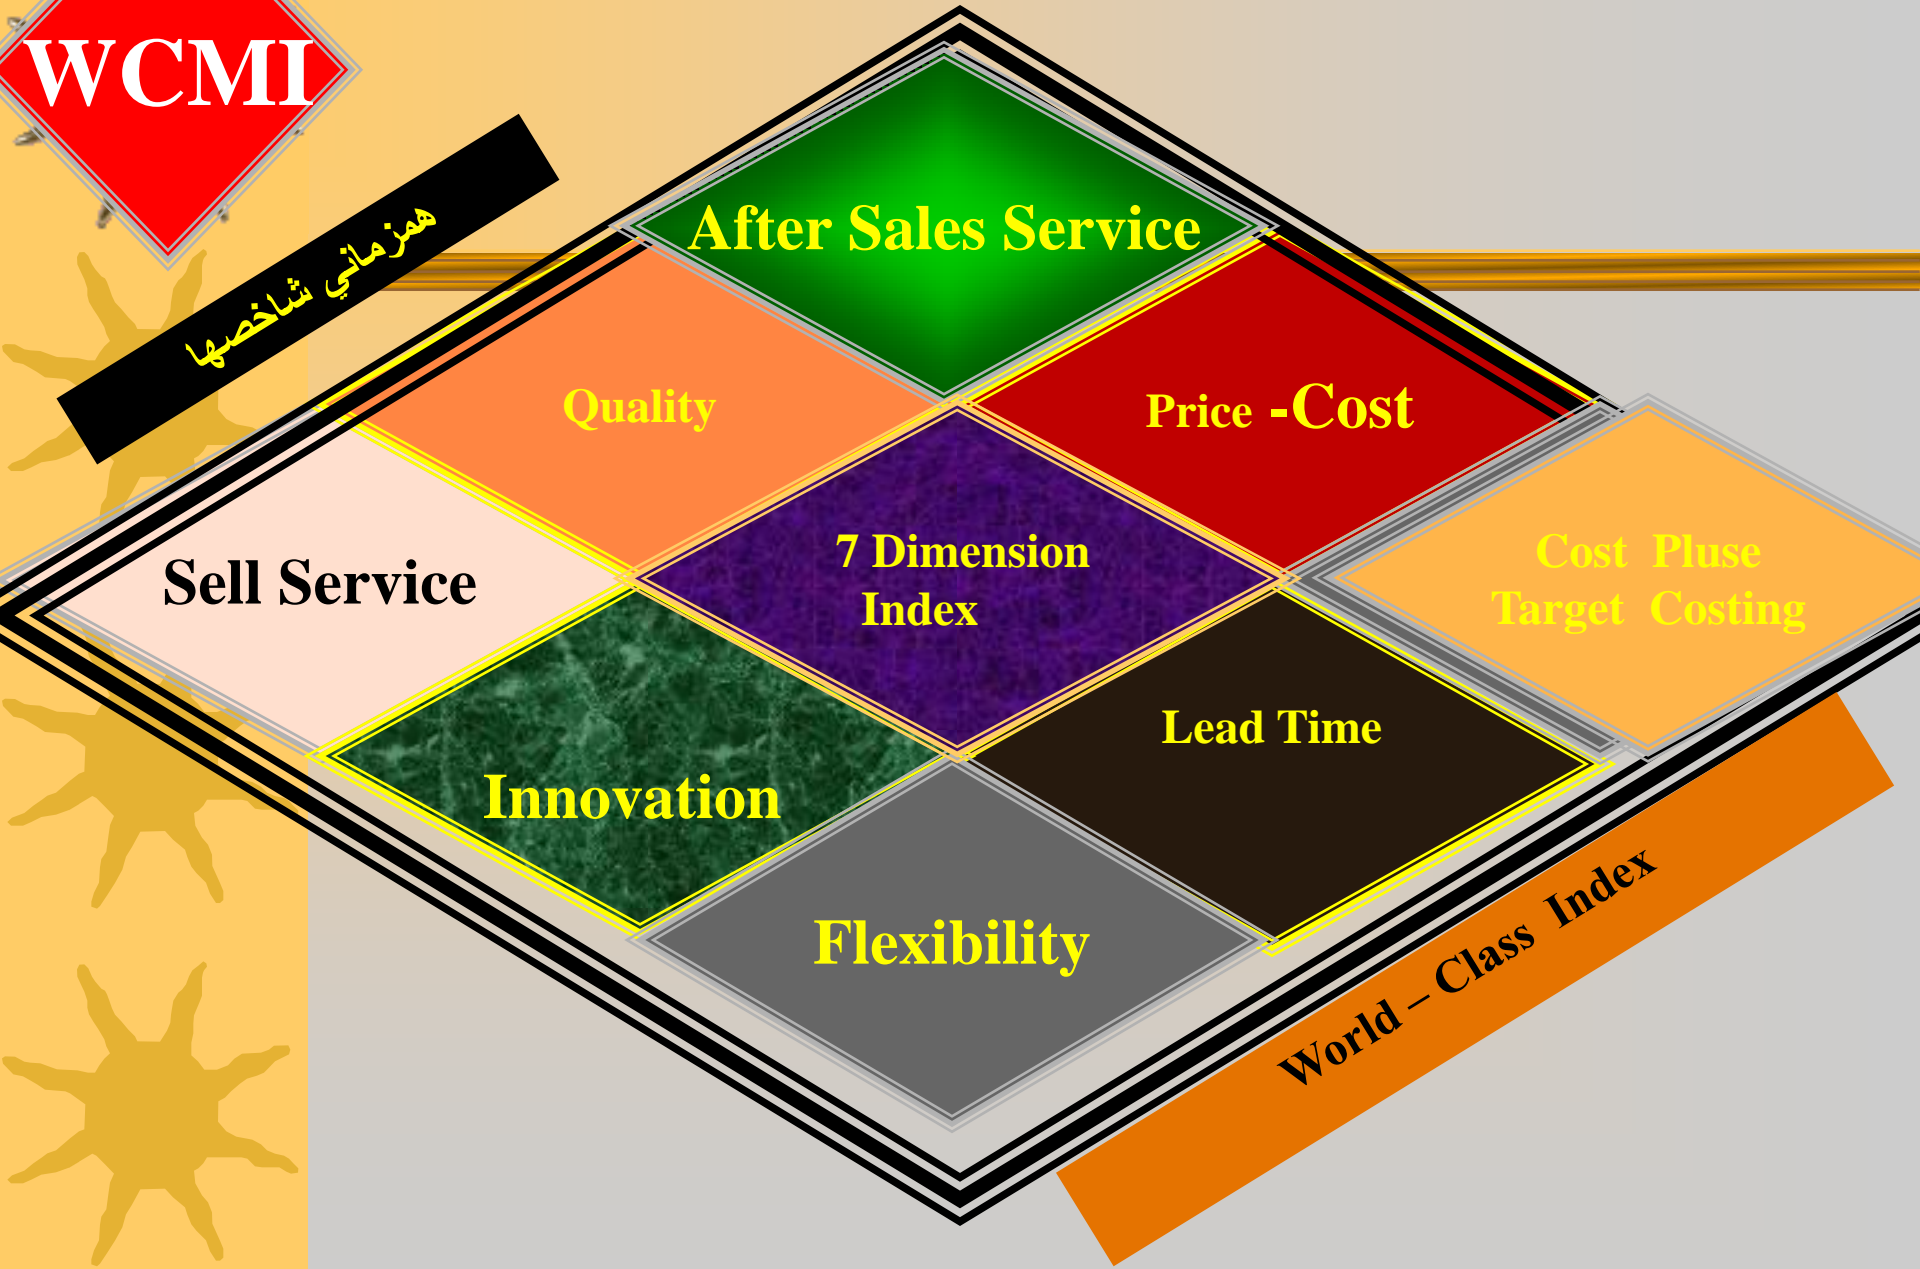 WCMI
همزماني شاخصها
After Sales Service
Quality
Price -Cost
Sell Service
7 Dimension
Index
Cost Pluse
Target Costing
Innovation
Lead Time
Flexibility
World – Class Index